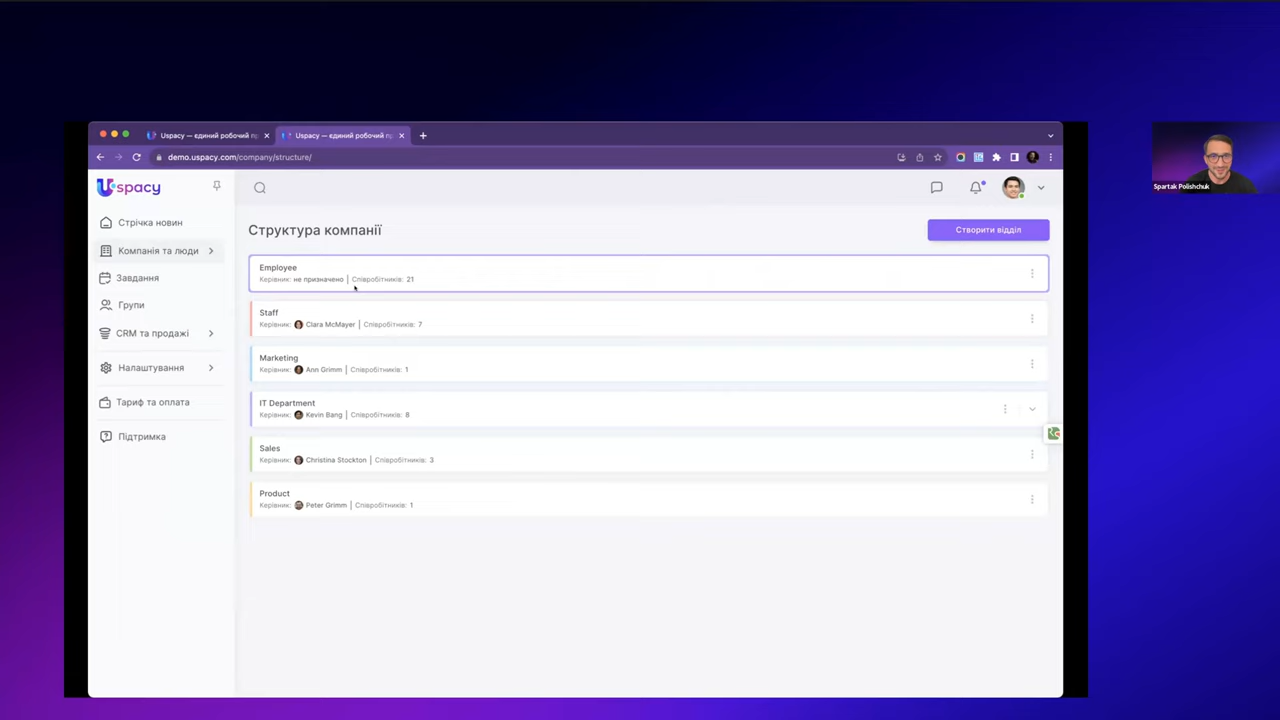 Uspacy — єдиний робочий пр
Uspacy — єдиний робочий пр
demo.uspacy.com/company/structure/
Uspacy
Стрічка новин
Компанія та люди
Завдання
Групи
CRM та продажі
Налаштування
Тариф та оплата
Підтримка
Структура компанії
Створити відділ
Employee
Керівник: не призначено | Співробітників: 21
Staff
Керівник: Clara McMayer | Співробітників: 7
Marketing
Керівник: Ann Grimm | Співробітників: 1
IT Department
Керівник: Kevin Bang | Співробітників: 8
Sales
Керівник: Christina Stockton | Співробітників: 3
Product
Керівник: Peter Grimm | Співробітників: 1
Spartak Polishchuk